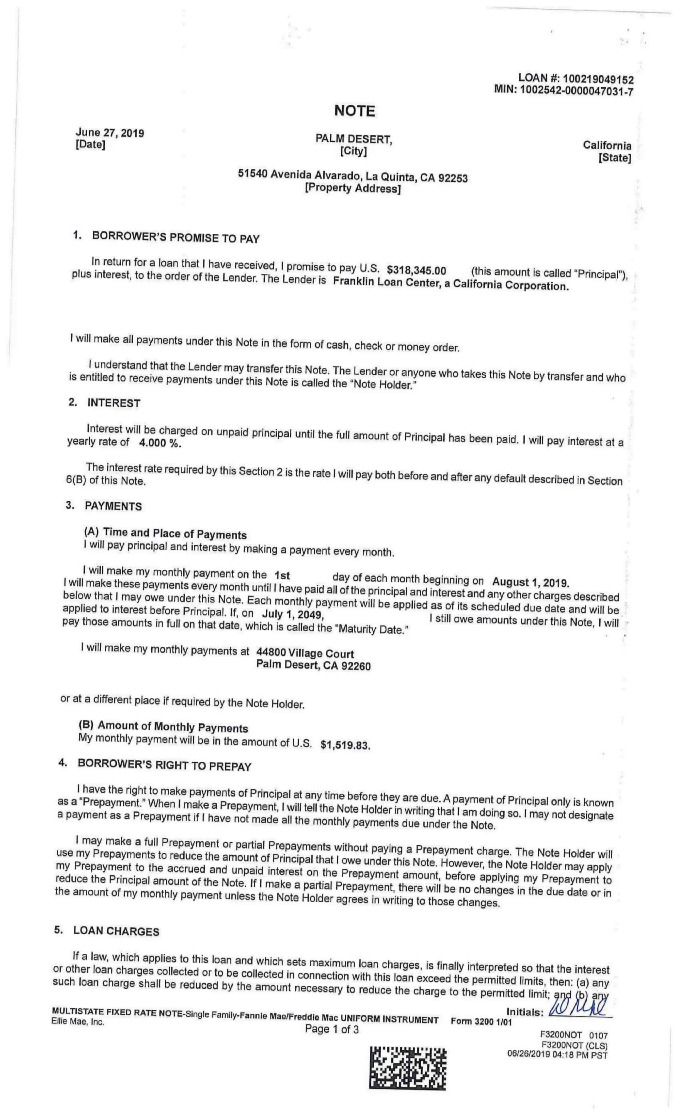 LOAN #: 100219049152
MIN: 1002542-0000047031-7
NOTE
June 27, 2019
[Date]
PALM DESERT,
[City]
California
[State]
51540 Avenida Alvarado, La Quinta, CA 92253
[Property Address]
1. BORROWER'S PROMISE TO PAY
In return for a loan that I have received, I promise to pay U.S. $318,345.00 (this amount is called "Principal"),
plus interest, to the order of the Lender. The Lender is Franklin Loan Center, a California Corporation.
I will make all payments under this Note in the form of cash, check or money order.
I understand that the Lender may transfer this Note. The Lender or anyone who takes this Note by transfer and who
is entitled to receive payments under this Note is called the "Note Holder."
2. INTEREST
Interest will be charged on unpaid principal until the full amount of Principal has been paid. I will pay interest at a
yearly rate of 4.000 %.
The interest rate required by this Section 2 is the rate I will pay both before and after any default described in Section
6(B) of this Note.
3. PAYMENTS
(A) Time and Place of Payments
I will pay principal and interest by making a payment every month.
I will make my monthly payment on the 1st day of each month beginning on August 1, 2019.
I will make these payments every month until I have paid all of the principal and interest and any other charges described
below that I may owe under this Note. Each monthly payment will be applied as of its scheduled due date and will be
applied to interest before Principal. If, on July 1, 2049, I still owe amounts under this Note, I will
pay those amounts in full on that date, which is called the "Maturity Date."
I will make my monthly payments at 44800 Village Court
Palm Desert, CA 92260
or at a different place if required by the Note Holder.
(B) Amount of Monthly Payments
My monthly payment will be in the amount of U.S. $1,519.83.
4. BORROWER'S RIGHT TO PREPAY
I have the right to make payments of Principal at any time before they are due. A payment of Principal only is known
as a "Prepayment." When I make a Prepayment, I will tell the Note Holder in writing that I am doing so. I may not designate
a payment as a Prepayment if I have not made all the monthly payments due under the Note.
I may make a full Prepayment or partial Prepayments without paying a Prepayment charge. The Note Holder will
use my Prepayments to reduce the amount of Principal that I owe under this Note. However, the Note Holder may apply
my Prepayment to the accrued and unpaid interest on the Prepayment amount, before applying my Prepayment to
reduce the Principal amount of the Note. If I make a partial Prepayment, there will be no changes in the due date or in
the amount of my monthly payment unless the Note Holder agrees in writing to those changes.
5. LOAN CHARGES
If a law, which applies to this loan and which sets maximum loan charges, is finally interpreted so that the interest
or other loan charges collected or to be collected in connection with this loan exceed the permitted limits, then: (a) any
such loan charge shall be reduced by the amount necessary to reduce the charge to the permitted limit; and (b) any
Initials:
MULTISTATE FIXED RATE NOTE-Single Family-Fannie Mae/Freddie Mac UNIFORM INSTRUMENT Form 3200 1/01
Ellie Mae, Inc.
Page 1 of 3
F3200NOT 0107
F3200NOT (CLS)
06/26/2019 04:18 PM PST